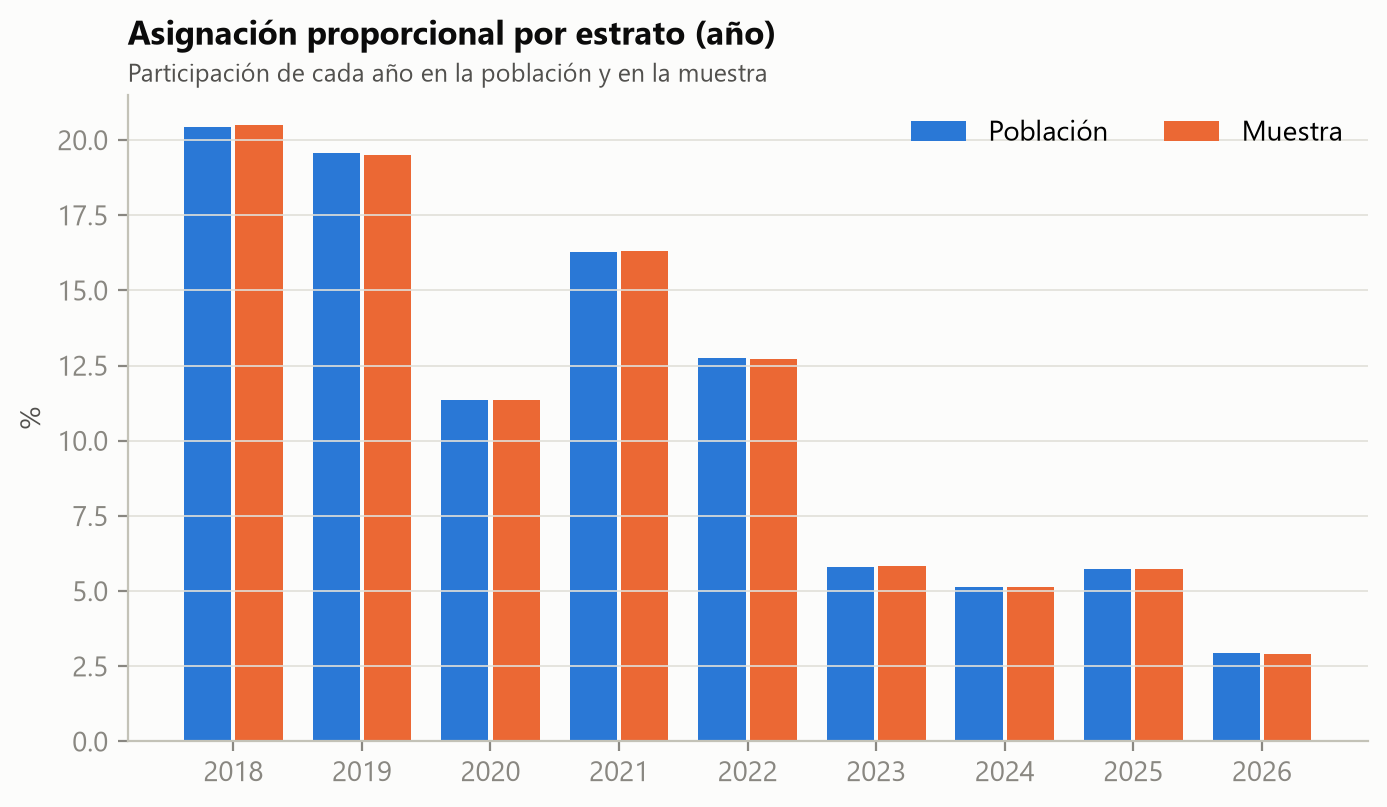 Asignación proporcional por estrato (año)
Participación de cada año en la población y en la muestra
Población
Muestra
%
20.0
17.5
15.0
12.5
10.0
7.5
5.0
2.5
0.0
2018 2019 2020 2021 2022 2023 2024 2025 2026